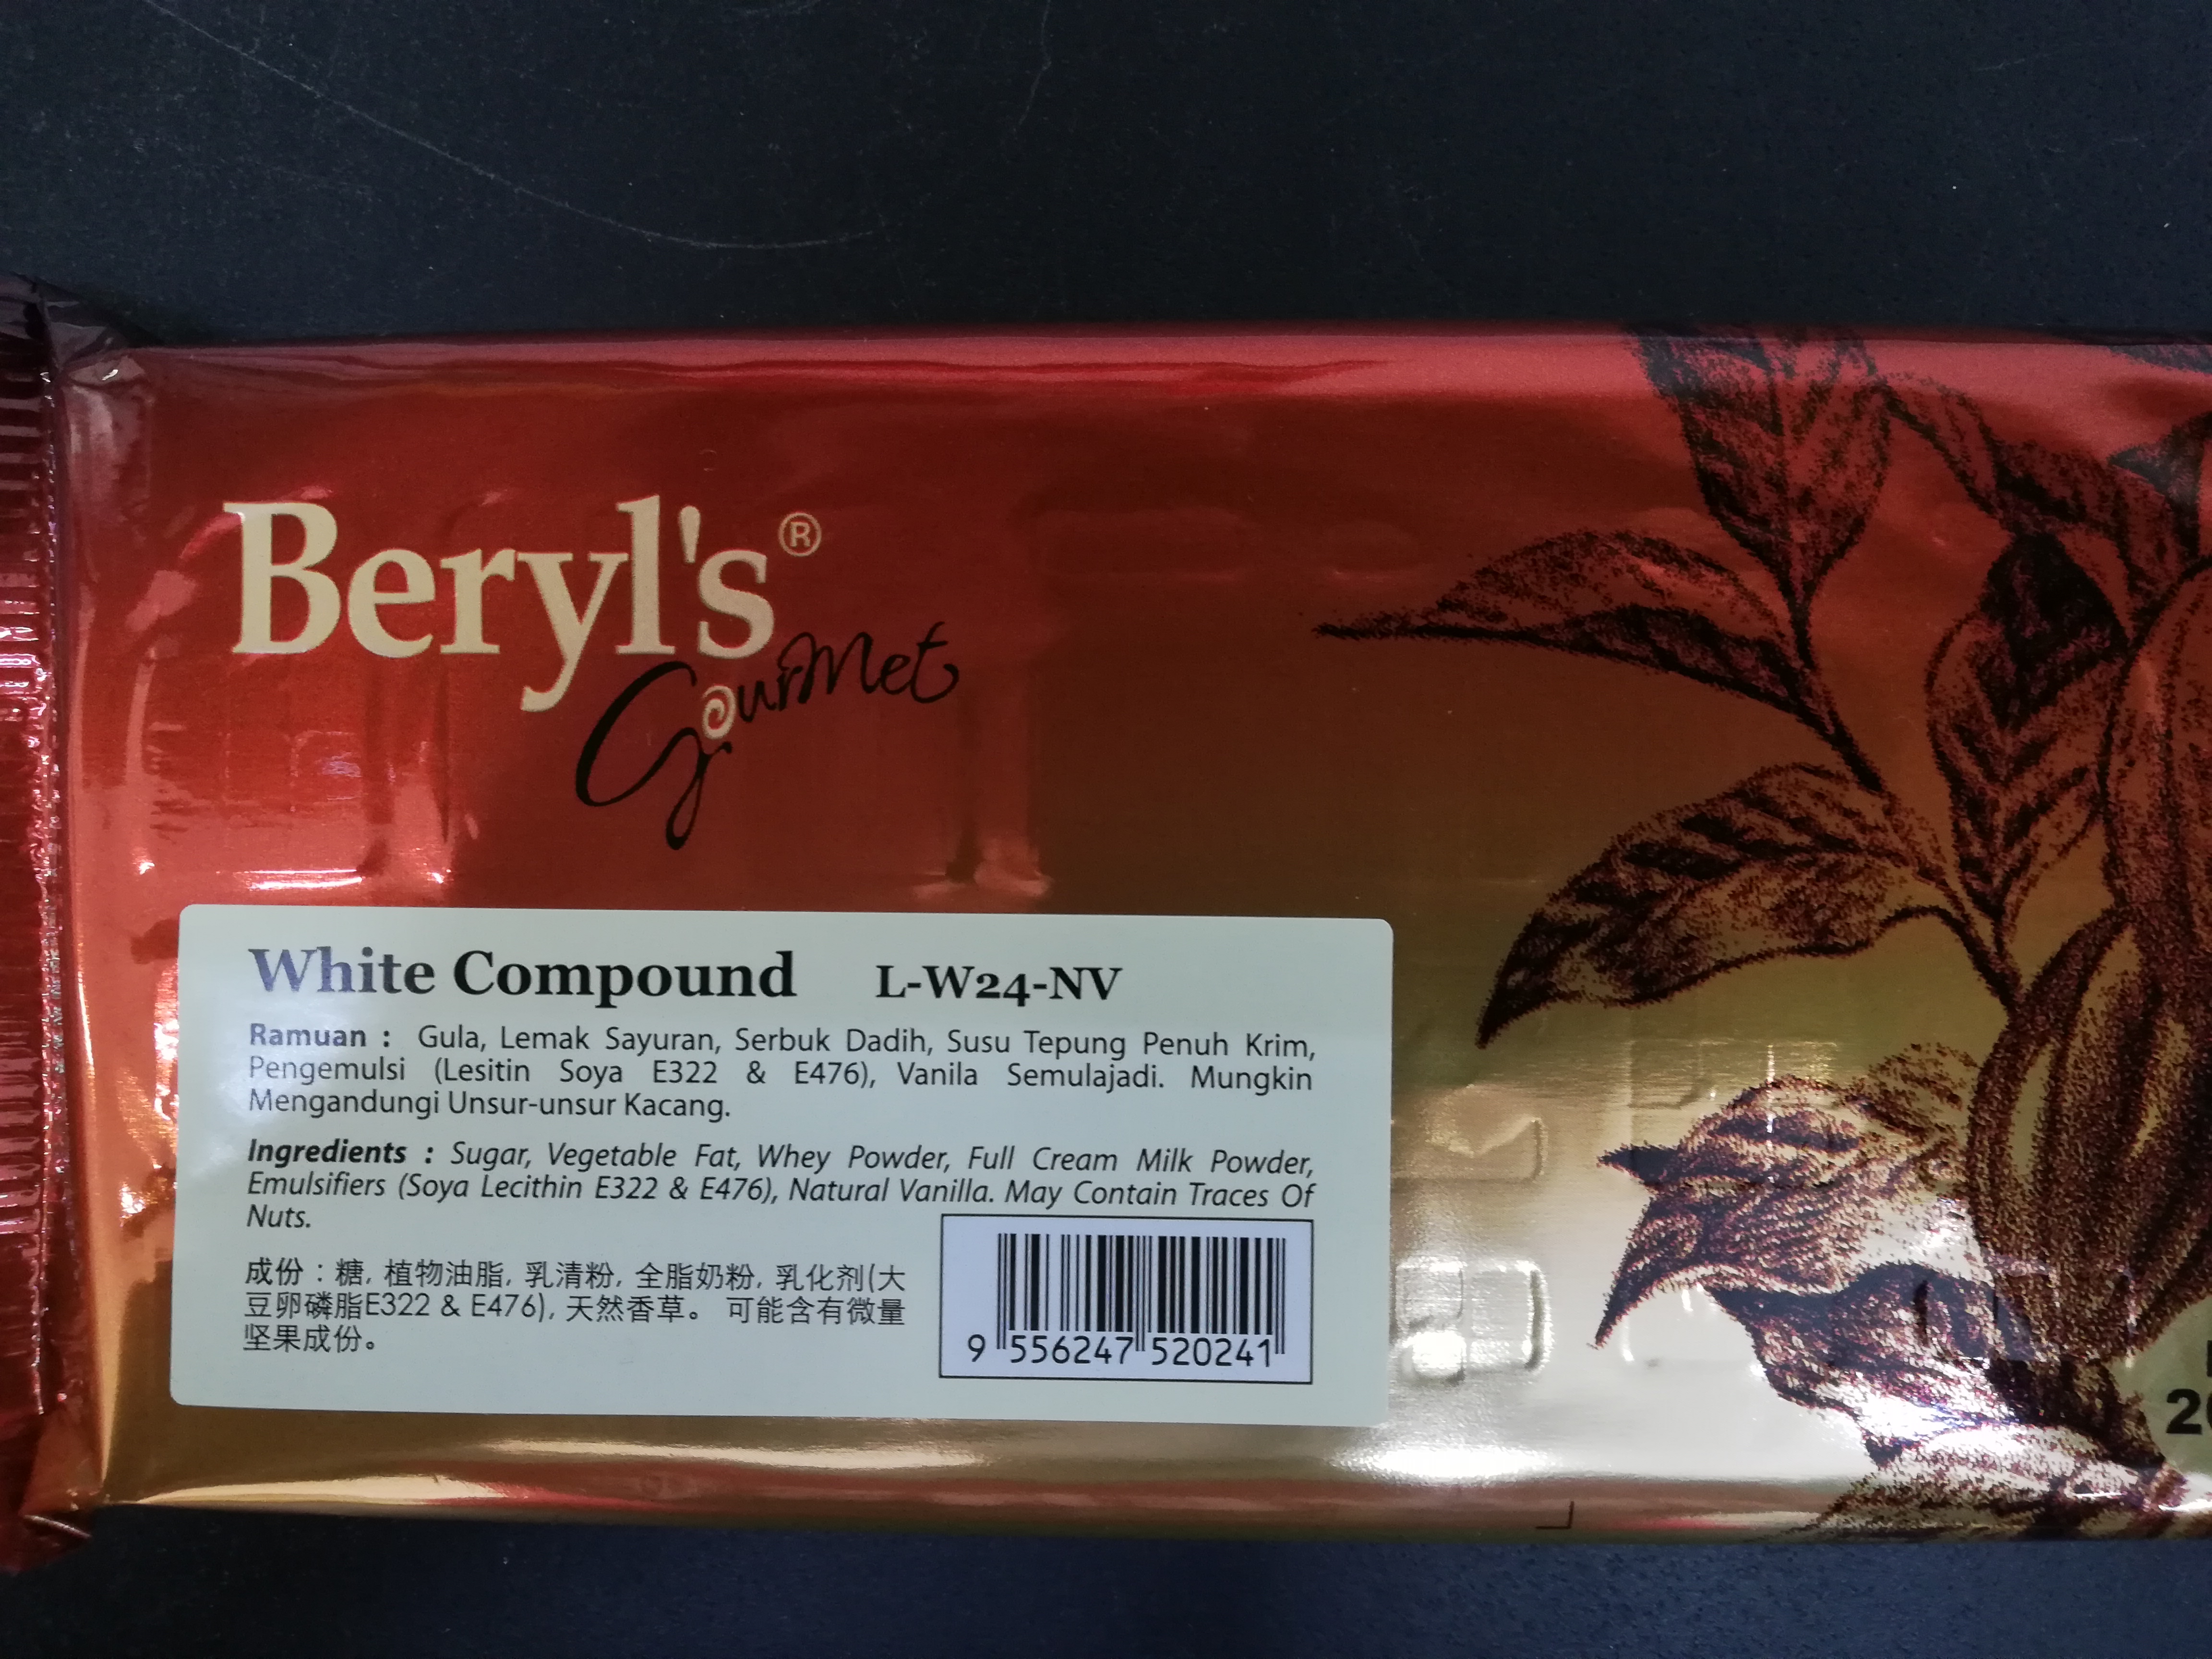 Beryl's®
Gourmet
White Compound L-W24-NV
Ramuan : Gula, Lemak Sayuran, Serbuk Dadih, Susu Tepung Penuh Krim,
Pengemulsi (Lesitin Soya E322 & E476), Vanila Semulajadi. Mungkin
Mengandungi Unsur-unsur Kacang.
Ingredients : Sugar, Vegetable Fat, Whey Powder, Full Cream Milk Powder,
Emulsifiers (Soya Lecithin E322 & E476), Natural Vanilla. May Contain Traces Of
Nuts.
成份：糖, 植物油脂, 乳清粉, 全脂奶粉, 乳化剂(大
豆卵磷脂E322 & E476), 天然香草。 可能含有微量
坚果成份。
9 556247 520241